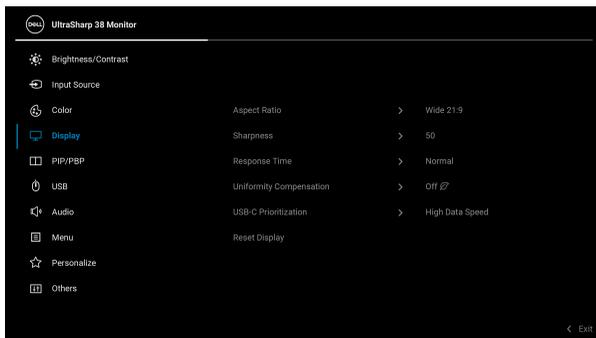 DELL UltraSharp 38 Monitor
Brightness/Contrast
Input Source
Color
Aspect Ratio > Wide 21:9
Display
Sharpness > 50
PIP/PBP
Response Time > Normal
USB
Uniformity Compensation > Off
Audio
USB-C Prioritization > High Data Speed
Menu
Reset Display
Personalize
Others
< Exit